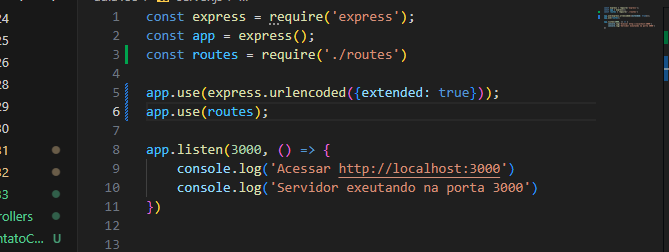 24
25
26
27
28
29
30
31
32
33
rollers
ntatoC... U
1 const express = require('express');
2 const app = express();
3 const routes = require('./routes')
4
5 app.use(express.urlencoded({extended: true}));
6 app.use(routes);
7
8 app.listen(3000, () => {
9 console.log('Acessar http://localhost:3000')
10 console.log('Servidor exeutando na porta 3000')
11 })
12
13